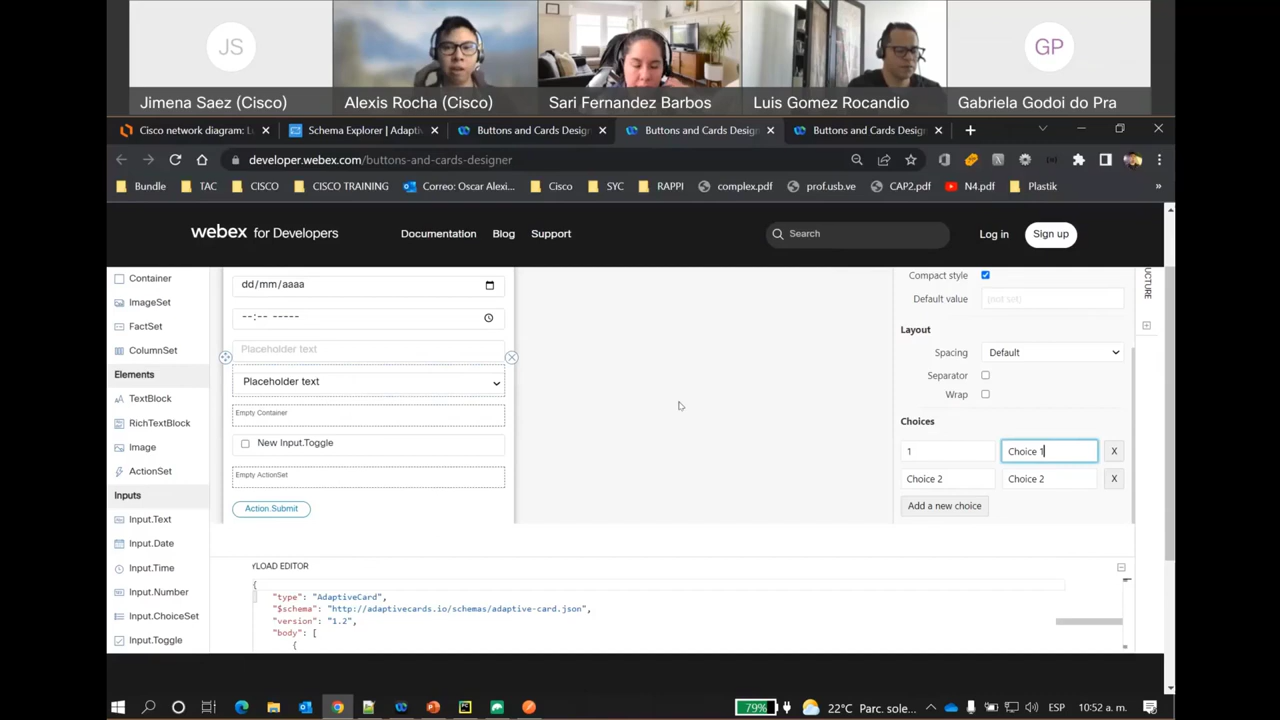 JS
GP
Jimena Saez (Cisco)
Alexis Rocha (Cisco)
Sari Fernandez Barbos
Luis Gomez Rocandio
Gabriela Godoi do Pra
Cisco network diagram: L
Schema Explorer | Adapti
Buttons and Cards Design
Buttons and Cards Design
Buttons and Cards Design
developer.webex.com/buttons-and-cards-designer
Bundle
TAC
CISCO
CISCO TRAINING
Correo: Oscar Alexi...
Cisco
SYC
RAPPI
complex.pdf
prof.usb.ve
CAP2.pdf
N4.pdf
Plastik
»
webex for Developers
Documentation
Blog
Support
Search
Log in
Sign up
Container
ImageSet
FactSet
ColumnSet
Elements
TextBlock
RichTextBlock
Image
ActionSet
Inputs
Input.Text
Input.Date
Input.Time
Input.Number
Input.ChoiceSet
Input.Toggle
dd/mm/aaaa
--:-- -----
Placeholder text
Placeholder text
Empty Container
New Input.Toggle
Empty ActionSet
Action.Submit
Compact style
Default value
(not set)
Layout
Spacing
Default
Separator
Wrap
Choices
1
Choice 1
X
Choice 2
Choice 2
X
Add a new choice
CTURE
YLOAD EDITOR
{
"type": "AdaptiveCard",
"$schema": "http://adaptivecards.io/schemas/adaptive-card.json",
"version": "1.2",
"body": [
{
79%
22°C Parc. sole...
ESP
10:52 a. m.